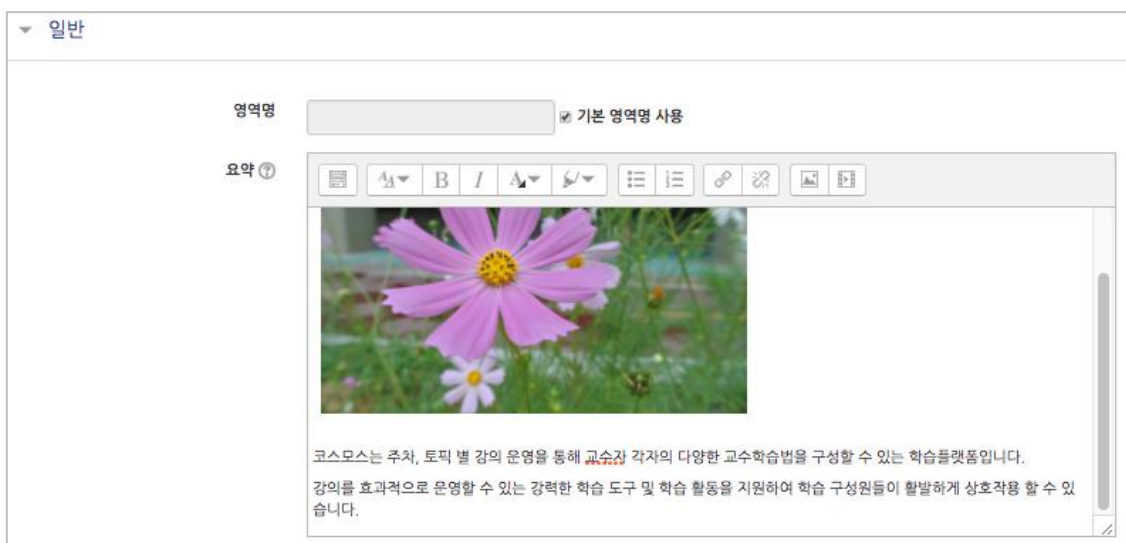 일반
영역명
기본 영역명 사용
요약
B I A
코스모스는 주차, 토픽 별 강의 운영을 통해 교수자 각자의 다양한 교수학습법을 구성할 수 있는 학습플랫폼입니다.
강의를 효과적으로 운영할 수 있는 강력한 학습 도구 및 학습 활동을 지원하여 학습 구성원들이 활발하게 상호작용 할 수 있
습니다.